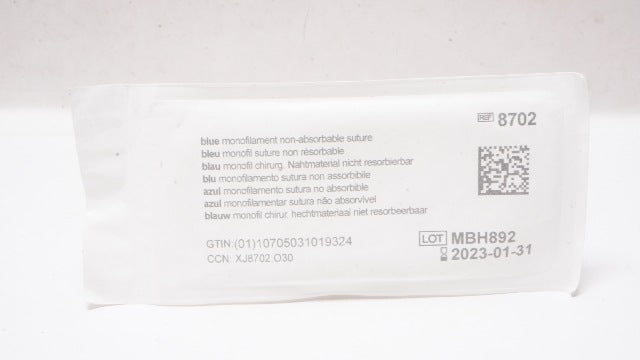 REF 8702
blue monofilament non-absorbable suture
bleu monofil suture non résorbable
blau monofil chirurg. Nahtmaterial nicht resorbierbar
blu monofilamento sutura non assorbibile
azul monofilamento sutura no absorbible
azul monofilamentar sutura não absorvível
blauw monofil chirur. hechtmateriaal niet resorbeerbaar
GTIN: (01)10705031019324
CCN: XJ8702.O30
LOT MBH892
2023-01-31